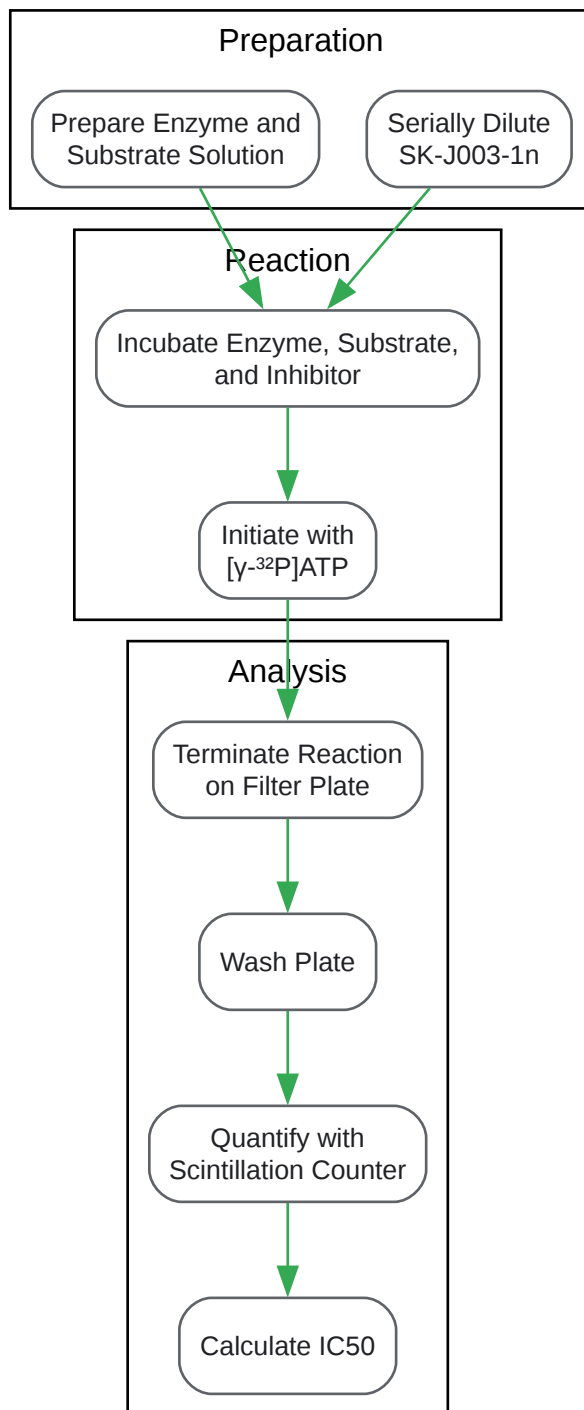 Preparation
Prepare Enzyme and
Substrate Solution
Serially Dilute
SK-J003-1n
Reaction
Incubate Enzyme, Substrate,
and Inhibitor
Initiate with
[γ-³²P]ATP
Analysis
Terminate Reaction
on Filter Plate
Wash Plate
Quantify with
Scintillation Counter
Calculate IC50